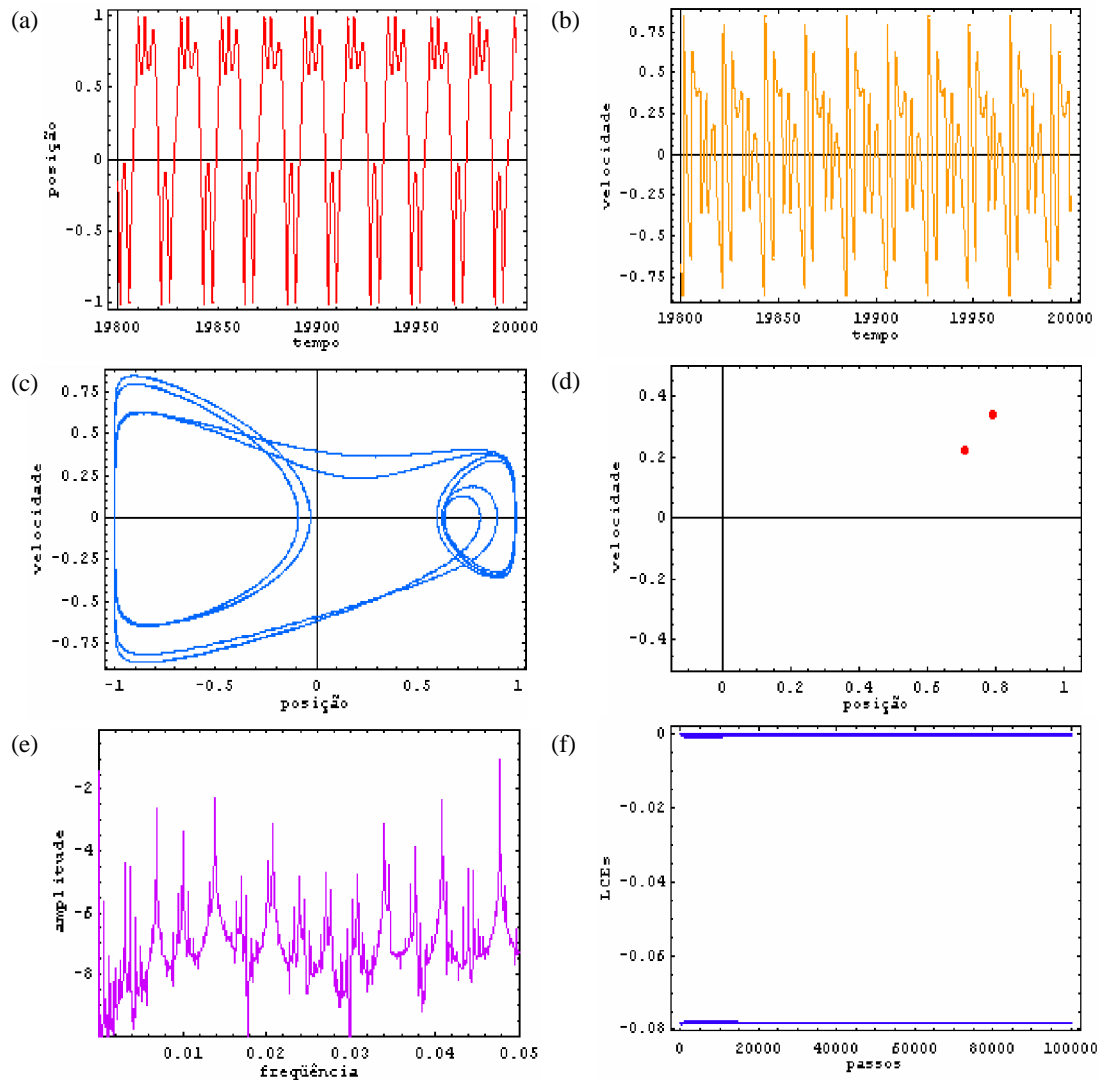 (a)
posição
1
0.5
0
-0.5
-1
19800 19850 19900 19950 20000
tempo
(b)
velocidade
0.75
0.5
0.25
0
-0.25
-0.5
-0.75
19800 19850 19900 19950 20000
tempo
(c)
velocidade
0.75
0.5
0.25
0
-0.25
-0.5
-0.75
-1 -0.5 0 0.5 1
posição
(d)
velocidade
0.4
0.2
0
-0.2
-0.4
0 0.2 0.4 0.6 0.8 1
posição
(e)
amplitude
-2
-4
-6
-8
0.01 0.02 0.03 0.04 0.05
freqüência
(f)
LCEs
0
-0.02
-0.04
-0.06
-0.08
0 20000 40000 60000 80000 100000
passos